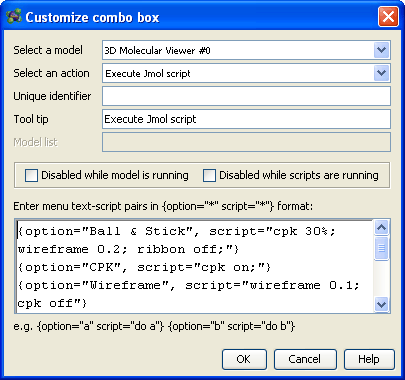 Customize combo box
Select a model 3D Molecular Viewer #0
Select an action Execute Jmol script
Unique identifier
Tool tip Execute Jmol script
Model list
Disabled while model is running Disabled while scripts are running
Enter menu text-script pairs in {option="*" script="*"} format:
{option="Ball & Stick", script="cpk 30%;
wireframe 0.2; ribbon off;"}
{option="CPK", script="cpk on;"}
{option="Wireframe", script="wireframe 0.1;
cpk off"}
e.g. {option="a" script="do a"} {option="b" script="do b"}
OK Cancel Help